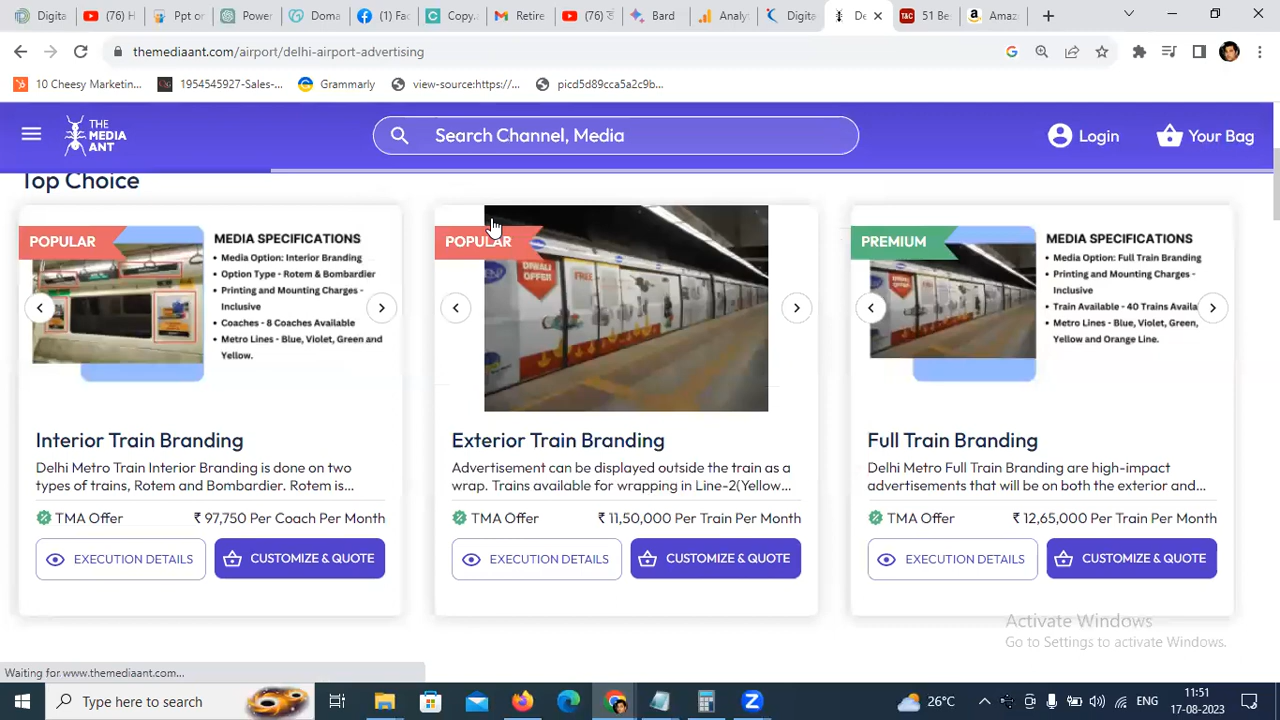 Digita
(71) H
Ppt o
Powe
Doma
(1) Fac
Copy.
Retire
(76) ঠ
Bard
Analy
Digita
De
51 Be
Amaz
themediaant.com/airport/delhi-airport-advertising
10 Cheesy Marketin...
1954545927-Sales-...
Grammarly
view-source:https://...
picd5d89cca5a2c9b...
THE
MEDIA
ANT
Search Channel, Media
Login
Your Bag
Top Choice
POPULAR
MEDIA SPECIFICATIONS
• Media Option: Interior Branding
• Option Type - Rotem & Bombardier
• Printing and Mounting Charges -
Inclusive
• Coaches - 8 Coaches Available
• Metro Lines - Blue, Violet, Green and
Yellow.
Interior Train Branding
Delhi Metro Train Interior Branding is done on two
types of trains, Rotem and Bombardier. Rotem is...
TMA Offer
₹ 97,750 Per Coach Per Month
EXECUTION DETAILS
CUSTOMIZE & QUOTE
POPULAR
DIWALI
OFFER
FREE
Exterior Train Branding
Advertisement can be displayed outside the train as a
wrap. Trains available for wrapping in Line-2(Yellow...
TMA Offer
₹ 11,50,000 Per Train Per Month
EXECUTION DETAILS
CUSTOMIZE & QUOTE
PREMIUM
MEDIA SPECIFICATIONS
• Media Option: Full Train Branding
• Printing and Mounting Charges -
Inclusive
• Train Available - 40 Trains Availa
• Metro Lines - Blue, Violet, Green,
Yellow and Orange Line.
Full Train Branding
Delhi Metro Full Train Branding are high-impact
advertisements that will be on both the exterior and...
TMA Offer
₹ 12,65,000 Per Train Per Month
EXECUTION DETAILS
CUSTOMIZE & QUOTE
Activate Windows
Go to Settings to activate Windows.
Waiting for www.themediaant.com...
Type here to search
26°C
ENG
11:51
17-08-2023